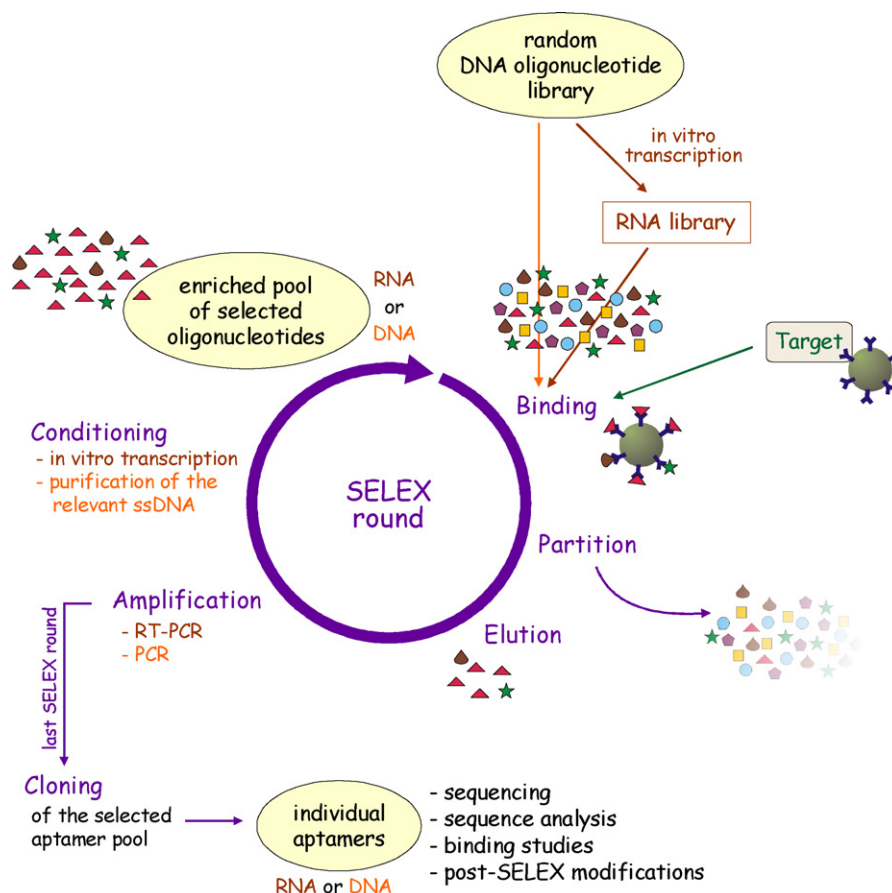 random
DNA oligonucleotide
library
in vitro
transcription
RNA library
enriched pool
of selected
oligonucleotides
RNA
or
DNA
Target
Binding
Conditioning
- in vitro transcription
- purification of the
relevant ssDNA
SELEX
round
Partition
Amplification
- RT-PCR
- PCR
Elution
last SELEX round
Cloning
of the selected
aptamer pool
individual
aptamers
RNA or DNA
- sequencing
- sequence analysis
- binding studies
- post-SELEX modifications